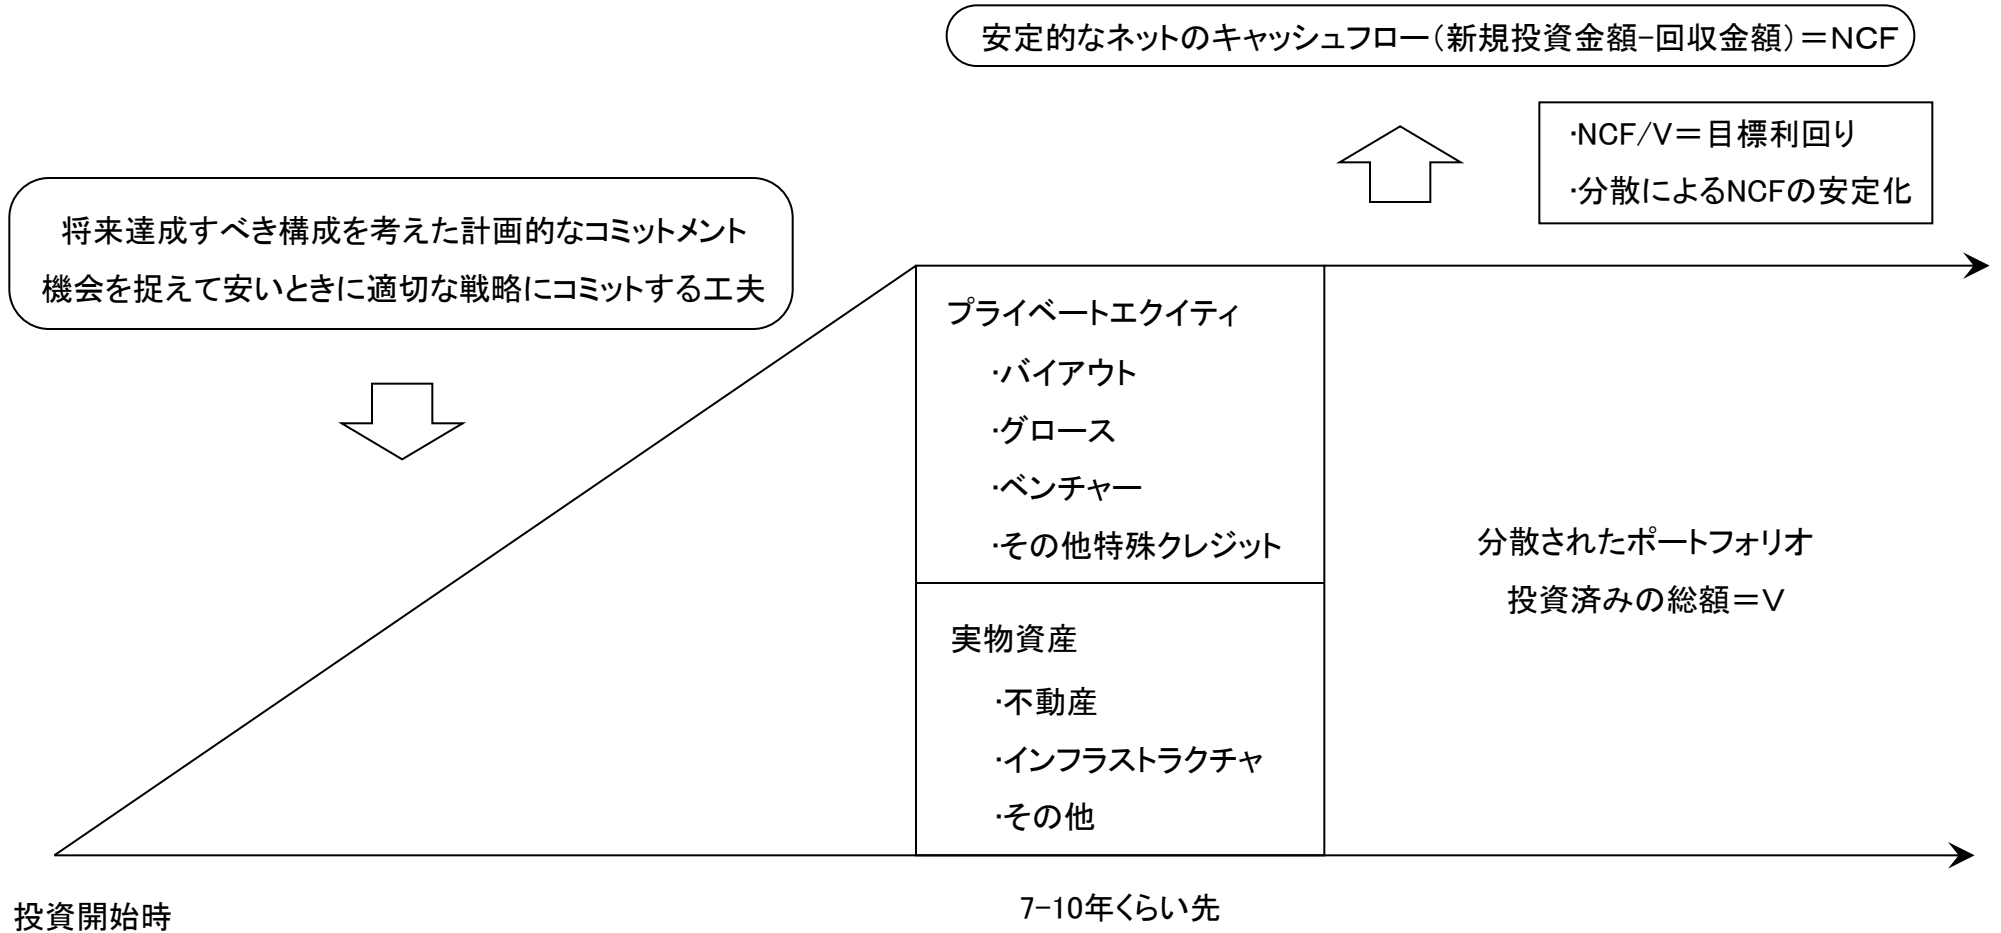 安定的なネットのキャッシュフロー（新規投資金額-回収金額）＝NCF
・NCF/V＝目標利回り
・分散によるNCFの安定化
将来達成すべき構成を考えた計画的なコミットメント
機会を捉えて安いときに適切な戦略にコミットする工夫
プライベートエクイティ
・バイアウト
・グロース
・ベンチャー
・その他特殊クレジット
実物資産
・不動産
・インフラストラクチャ
・その他
分散されたポートフォリオ
投資済みの総額＝V
投資開始時
7-10年くらい先